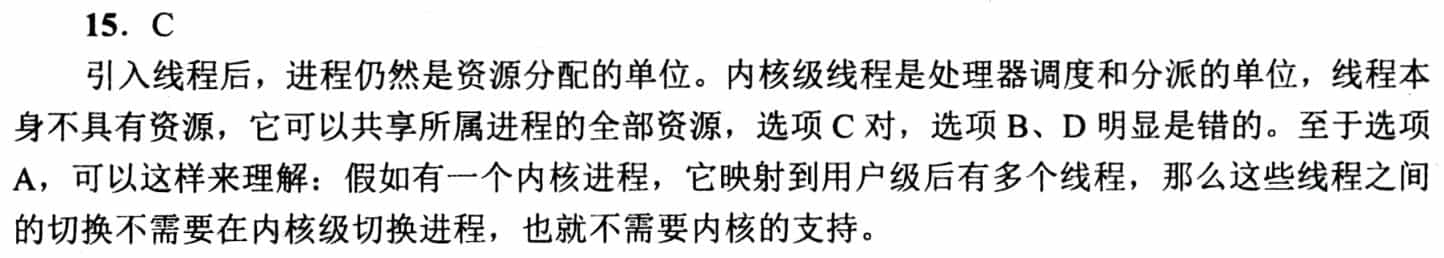 15. C
引入线程后，进程仍然是资源分配的单位。内核级线程是处理器调度和分派的单位，线程本
身不具有资源，它可以共享所属进程的全部资源，选项 C 对，选项 B、D 明显是错的。至于选项
A，可以这样来理解：假如有一个内核进程，它映射到用户级后有多个线程，那么这些线程之间
的切换不需要在内核级切换进程，也就不需要内核的支持。